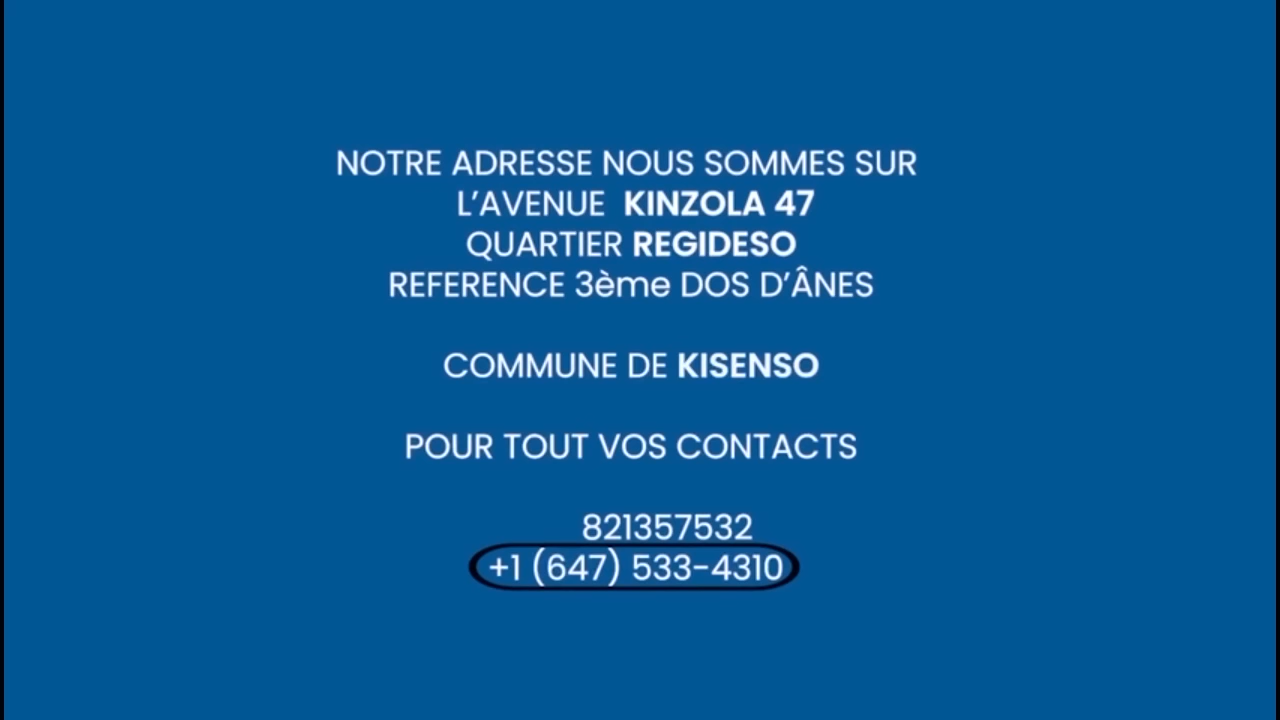 NOTRE ADRESSE NOUS SOMMES SUR
L'AVENUE KINZOLA 47
QUARTIER REGIDESO
REFERENCE 3ème DOS D'ÂNES
COMMUNE DE KISENSO
POUR TOUT VOS CONTACTS
821357532
+1 (647) 533-4310